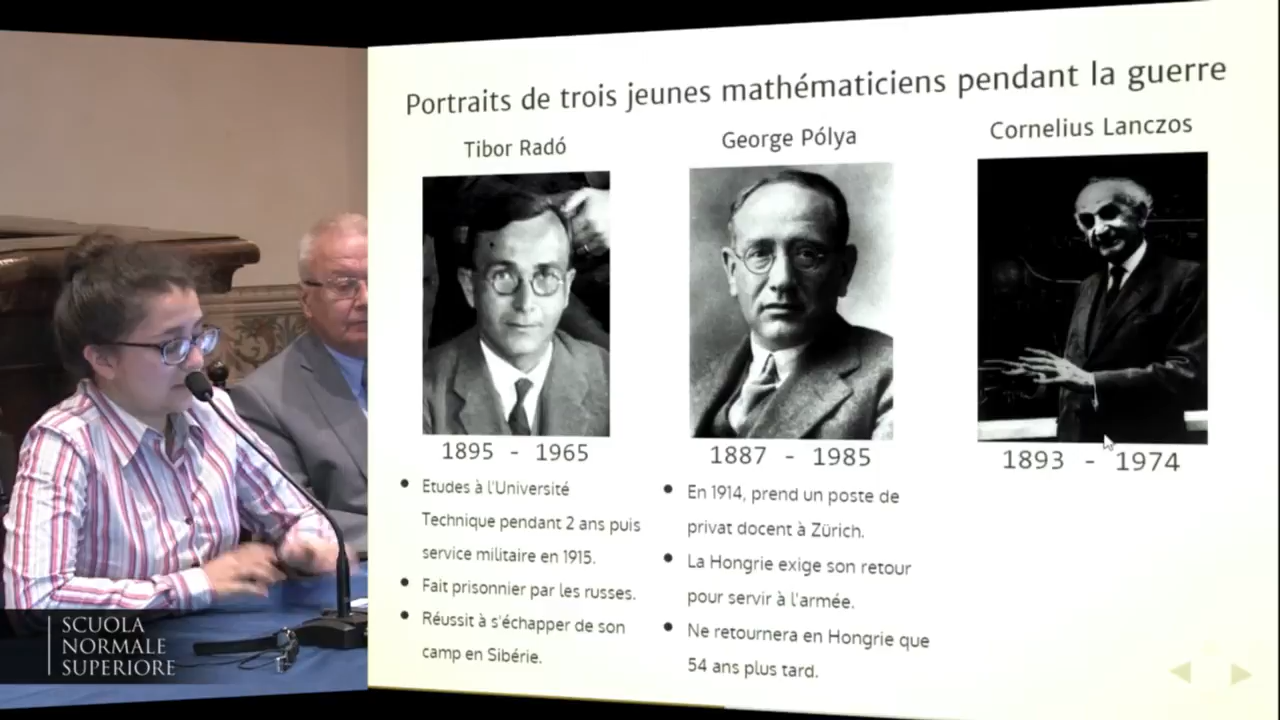 Portraits de trois jeunes mathématiciens pendant la guerre
Tibor Radó
George Pólya
Cornelius Lanczos
1895 - 1965
1887 - 1985
1893 - 1974
Etudes à l'Université
Technique pendant 2 ans puis
service militaire en 1915.
Fait prisonnier par les russes.
Réussit à s'échapper de son
camp en Sibérie.
En 1914, prend un poste de
privat docent à Zürich.
La Hongrie exige son retour
pour servir à l'armée.
Ne retournera en Hongrie que
54 ans plus tard.
SCUOLA
NORMALE
SUPERIORE